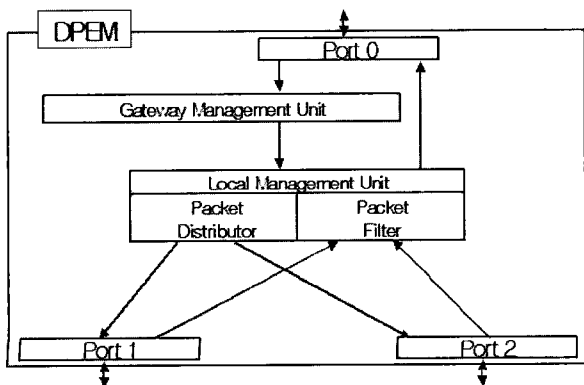 DPEM
Port 0
Gateway Management Unit
Local Management Unit
Packet
Distributor
Packet
Filter
Port 1
Port 2